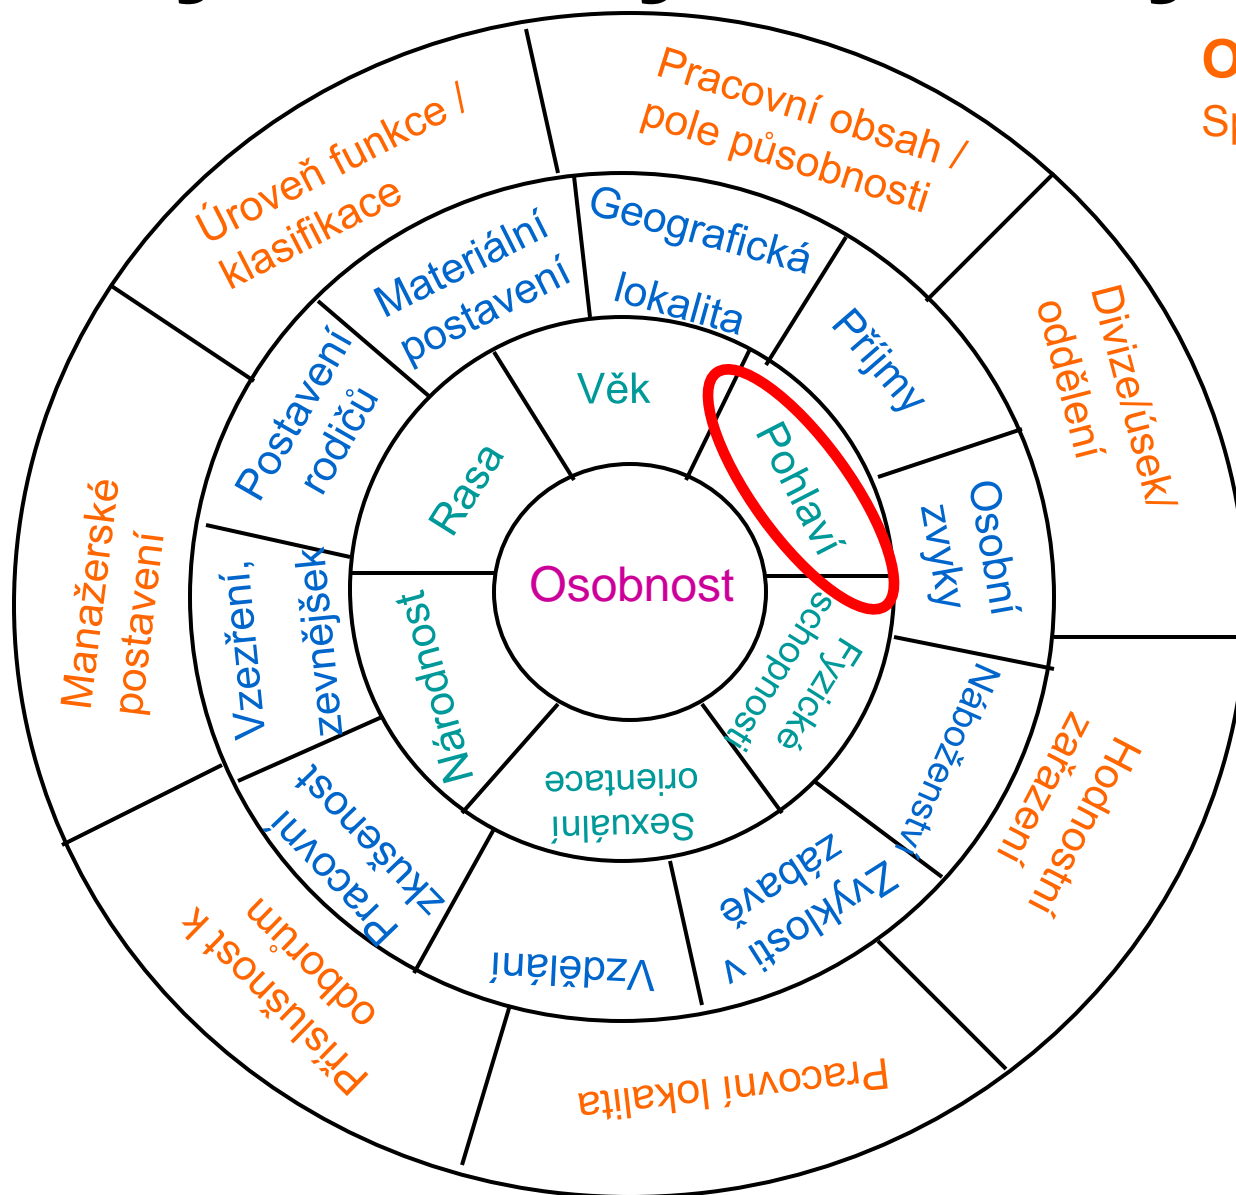 Úroveň funkce /
klasifikace
Pracovní obsah /
pole působnosti
Divize/úsek/
oddělení
Hodnostní
zařazení
Pracovní lokalita
Příslušnost k
odborům
Manažerské
postavení
Materiální
postavení
Geografická
lokalita
Příjmy
Osobní
zvyky
Náboženství
Zvyklosti v
zábavě
Vzdělání
Pracovní
zkušenost
Vzezření,
zevnějšek
Postavení
rodičů
Věk
Pohlaví
Fyzické
schopnosti
Sexuální
orientace
Národnost
Rasa
Osobnost
O
Sp